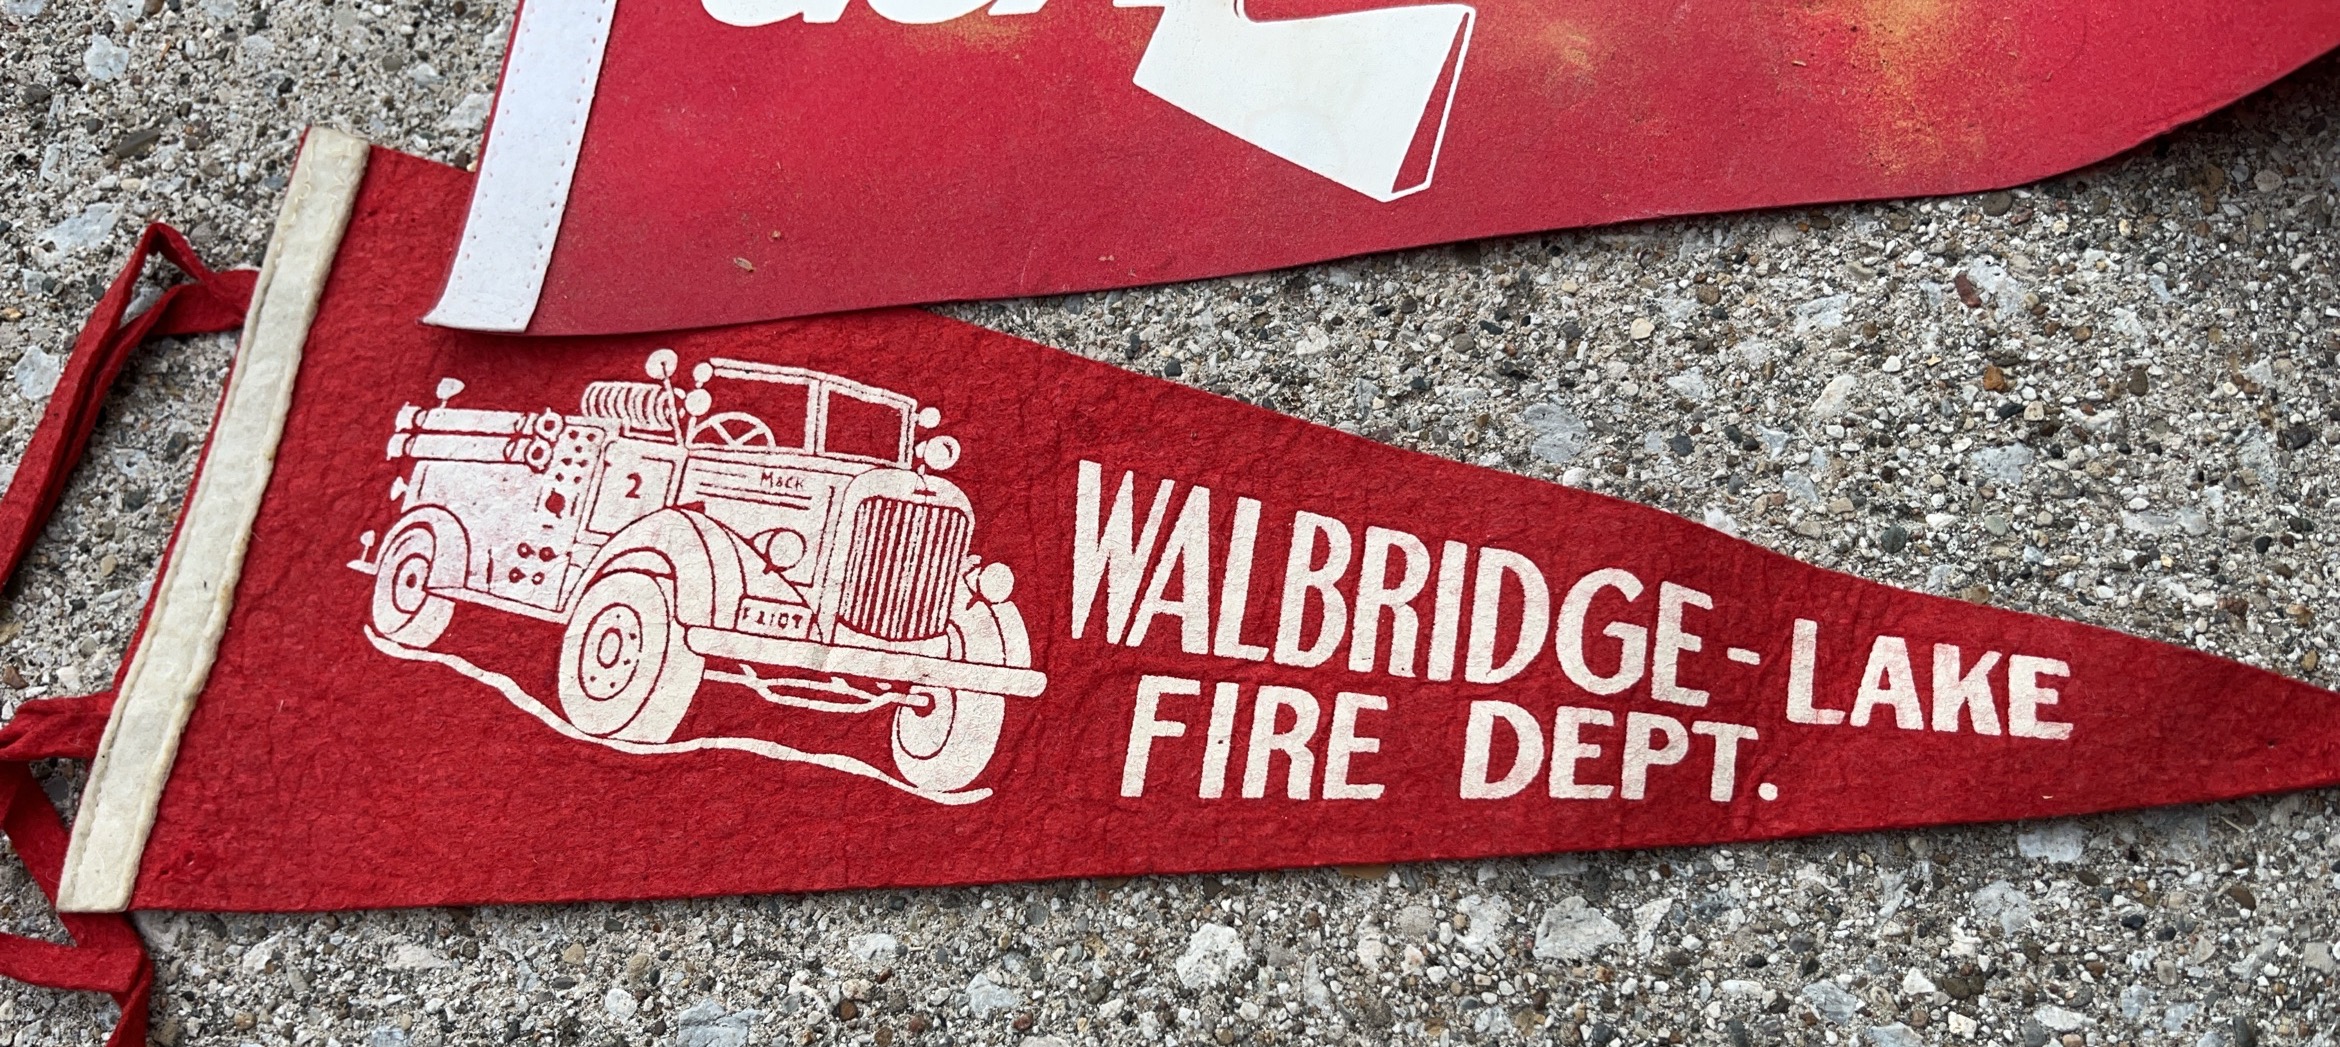 2
Mack
WALBRIDGE-LAKE
FIRE DEPT.